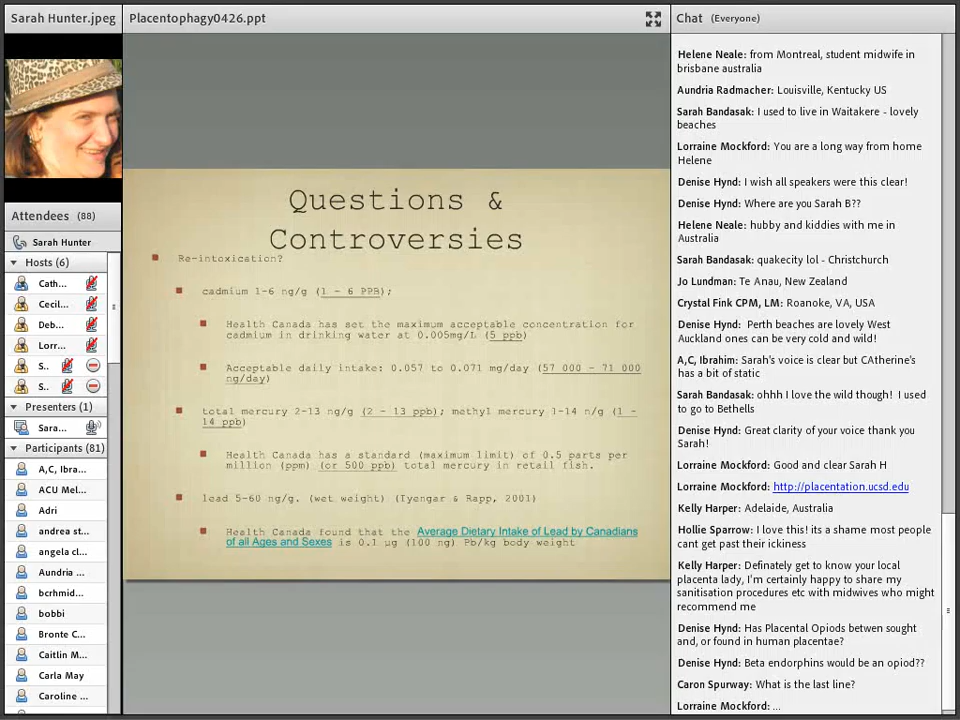 Sarah Hunter.jpeg
Placentophagy0426.ppt
Chat (Everyone)
Attendees (88)
Sarah Hunter
Hosts (6)
Cath...
Cecil...
Deb...
Lorr...
S..
S..
Presenters (1)
Sara...
Participants (81)
A,C, Ibra...
ACU Mel...
Adri
andrea st...
angela cl...
Aundria ...
bcrhmid...
bobbi
Bronte C...
Caitlin M...
Carla May
Caroline ...
Questions &
Controversies
Re-intoxication?
cadmium 1-6 ng/g (1 - 6 PPB);
Health Canada has set the maximum acceptable concentration for
cadmium in drinking water at 0.005mg/L (5 ppb)
Acceptable daily intake: 0.057 to 0.071 mg/day (57 000 - 71 000
ng/day)
total mercury 2-13 ng/g (2 - 13 ppb); methyl mercury 1-14 n/g (1 -
14 ppb)
Health Canada has a standard (maximum limit) of 0.5 parts per
million (ppm) (or 500 ppb) total mercury in retail fish.
lead 5-60 ng/g. (wet weight) (Iyengar & Rapp, 2001)
Health Canada found that the Average Dietary Intake of Lead by Canadians
of all Ages and Sexes is 0.1 µg (100 ng) Pb/kg body weight
Helene Neale: from Montreal, student midwife in
brisbane australia
Aundria Radmacher: Louisville, Kentucky US
Sarah Bandasak: I used to live in Waitakere - lovely
beaches
Lorraine Mockford: You are a long way from home
Helene
Denise Hynd: I wish all speakers were this clear!
Denise Hynd: Where are you Sarah B??
Helene Neale: hubby and kiddies with me in
Australia
Sarah Bandasak: quakecity lol - Christchurch
Jo Lundman: Te Anau, New Zealand
Crystal Fink CPM, LM: Roanoke, VA, USA
Denise Hynd: Perth beaches are lovely West
Auckland ones can be very cold and wild!
A,C, Ibrahim: Sarah's voice is clear but CAtherine's
has a bit of static
Sarah Bandasak: ohhh I love the wild though! I used
to go to Bethells
Denise Hynd: Great clarity of your voice thank you
Sarah!
Lorraine Mockford: Good and clear Sarah H
Lorraine Mockford: http://placentation.ucsd.edu
Kelly Harper: Adelaide, Australia
Hollie Sparrow: I love this! its a shame most people
cant get past their ickiness
Kelly Harper: Definately get to know your local
placenta lady, I'm certainly happy to share my
sanitisation procedures etc with midwives who might
recommend me
Denise Hynd: Has Placental Opiods betwen sought
and, or found in human placentae?
Denise Hynd: Beta endorphins would be an opiod??
Caron Spurway: What is the last line?
Lorraine Mockford: ...